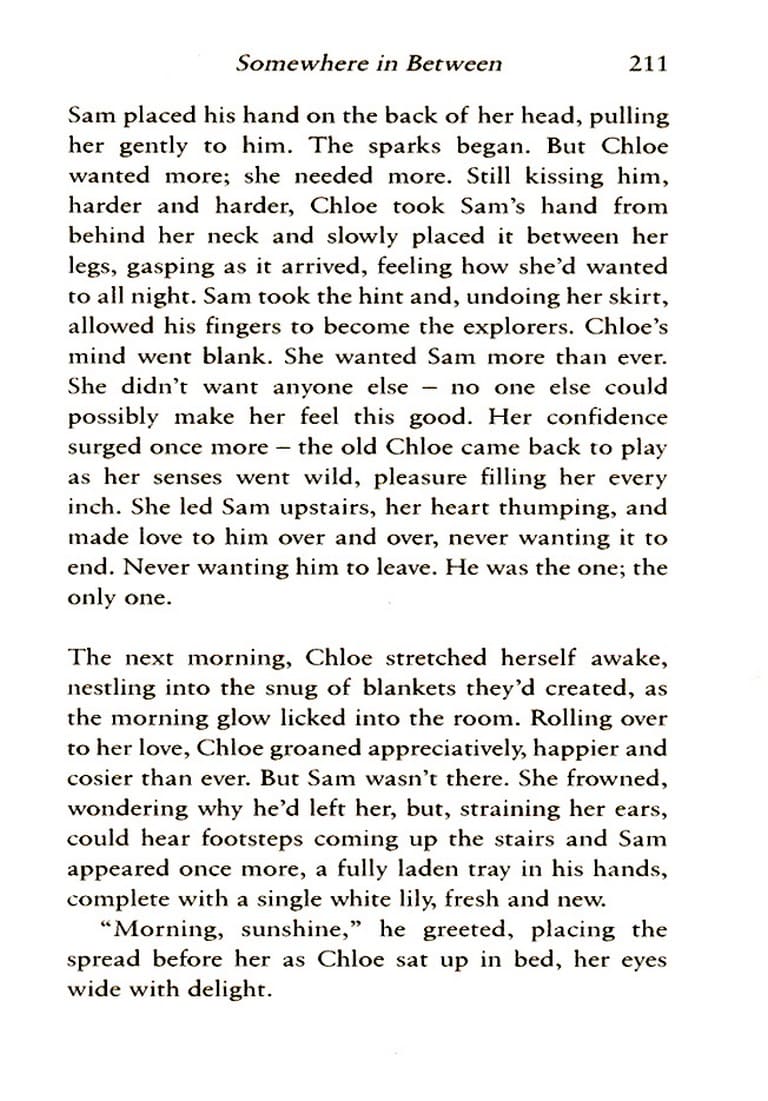 Somewhere in Between 211
Sam placed his hand on the back of her head, pulling
her gently to him. The sparks began. But Chloe
wanted more; she needed more. Still kissing him,
harder and harder, Chloe took Sam's hand from
behind her neck and slowly placed it between her
legs, gasping as it arrived, feeling how she'd wanted
to all night. Sam took the hint and, undoing her skirt,
allowed his fingers to become the explorers. Chloe's
mind went blank. She wanted Sam more than ever.
She didn't want anyone else – no one else could
possibly make her feel this good. Her confidence
surged once more – the old Chloe came back to play
as her senses went wild, pleasure filling her every
inch. She led Sam upstairs, her heart thumping, and
made love to him over and over, never wanting it to
end. Never wanting him to leave. He was the one; the
only one.
The next morning, Chloe stretched herself awake,
nestling into the snug of blankets they'd created, as
the morning glow licked into the room. Rolling over
to her love, Chloe groaned appreciatively, happier and
cosier than ever. But Sam wasn't there. She frowned,
wondering why he'd left her, but, straining her ears,
could hear footsteps coming up the stairs and Sam
appeared once more, a fully laden tray in his hands,
complete with a single white lily, fresh and new.
“Morning, sunshine,” he greeted, placing the
spread before her as Chloe sat up in bed, her eyes
wide with delight.